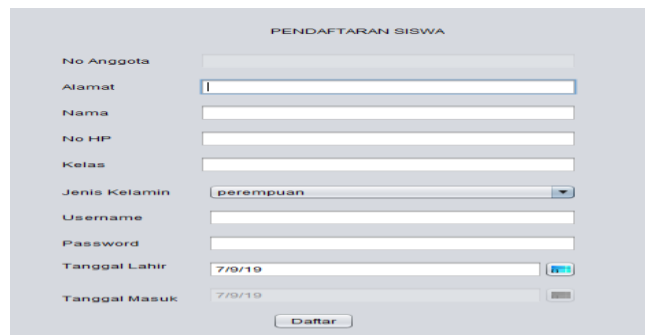 PENDAFTARAN SISWA
No Anggota
Alamat
Nama
No HP
Kelas
Jenis Kelamin perempuan
Username
Password
Tanggal Lahir 7/9/19
Tanggal Masuk 7/9/19
Daftar